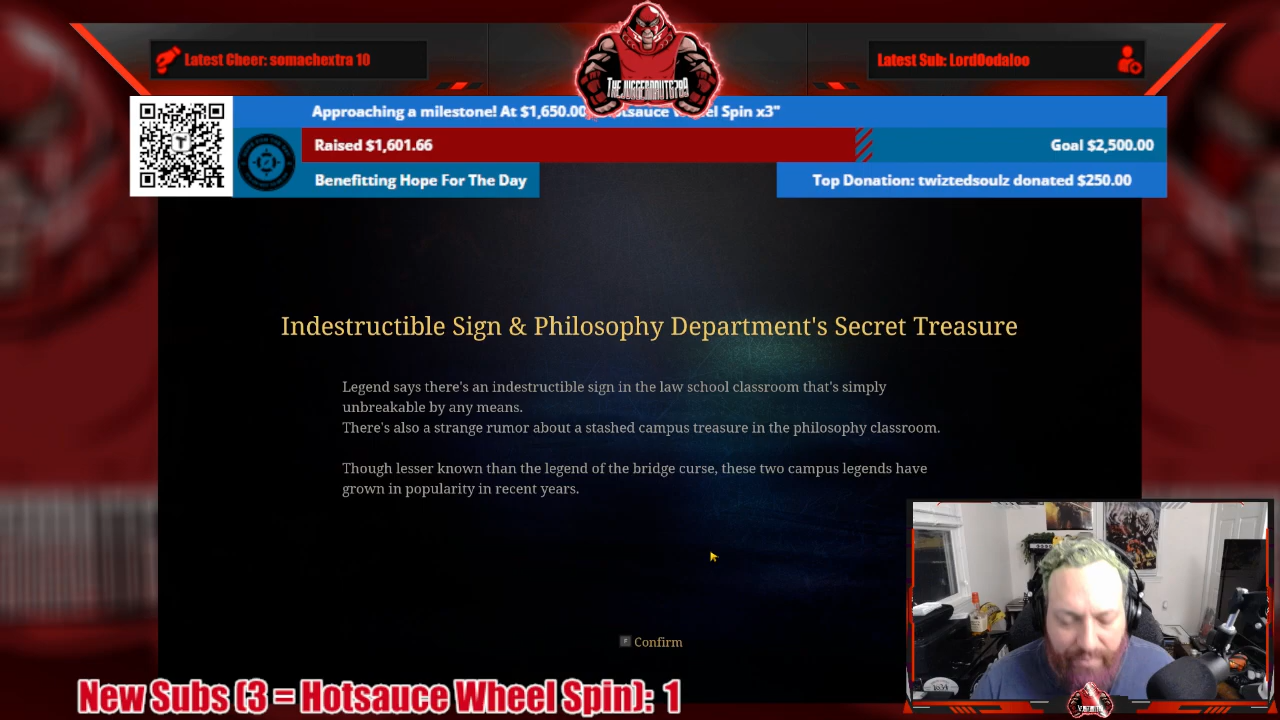 Latest Cheer: somachextra 10
THEJUGGERNAUT6789
Latest Sub: LordOodaloo
Approaching a milestone! At $1,650.00 Spin x3"
Raised $1,601.66
Goal $2,500.00
Benefitting Hope For The Day
Top Donation: twiztedsoulz donated $250.00
Indestructible Sign & Philosophy Department's Secret Treasure
Legend says there's an indestructible sign in the law school classroom that's simply
unbreakable by any means.
There's also a strange rumor about a stashed campus treasure in the philosophy classroom.
Though lesser known than the legend of the bridge curse, these two campus legends have
grown in popularity in recent years.
F Confirm
New Subs (3 = Hotsauce Wheel Spin): 1